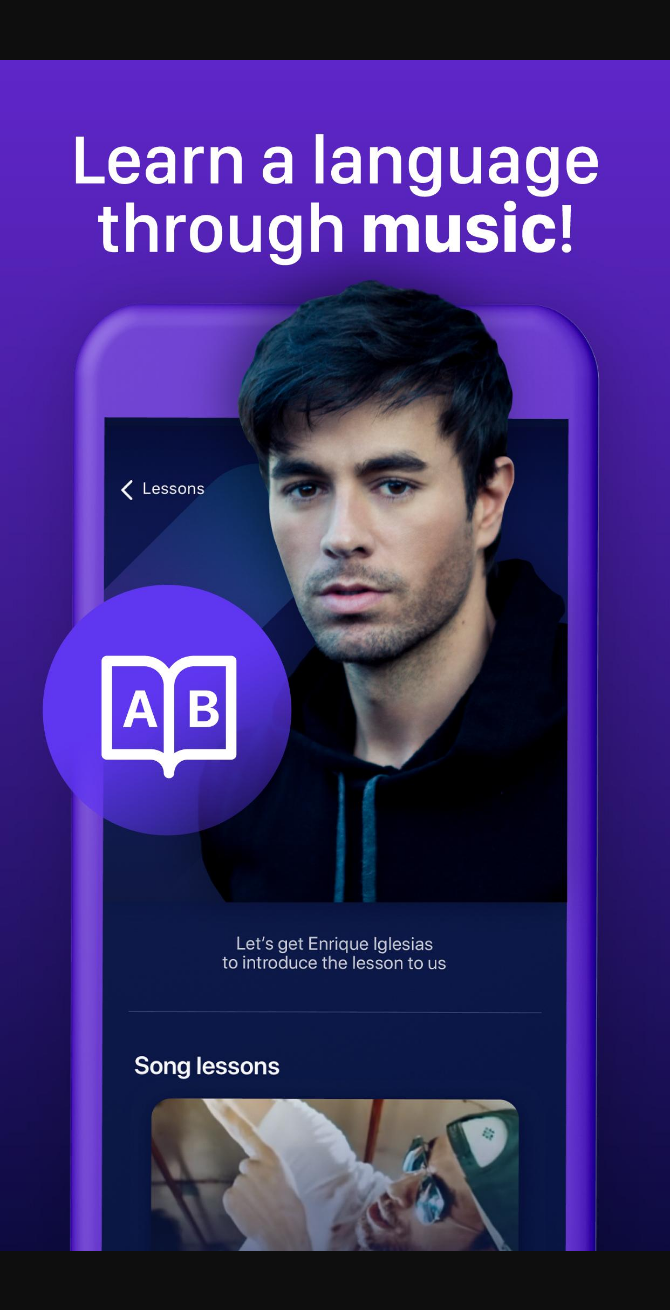 Learn a language
through music!
Lessons
A B
Let's get Enrique Iglesias
to introduce the lesson to us
Song lessons